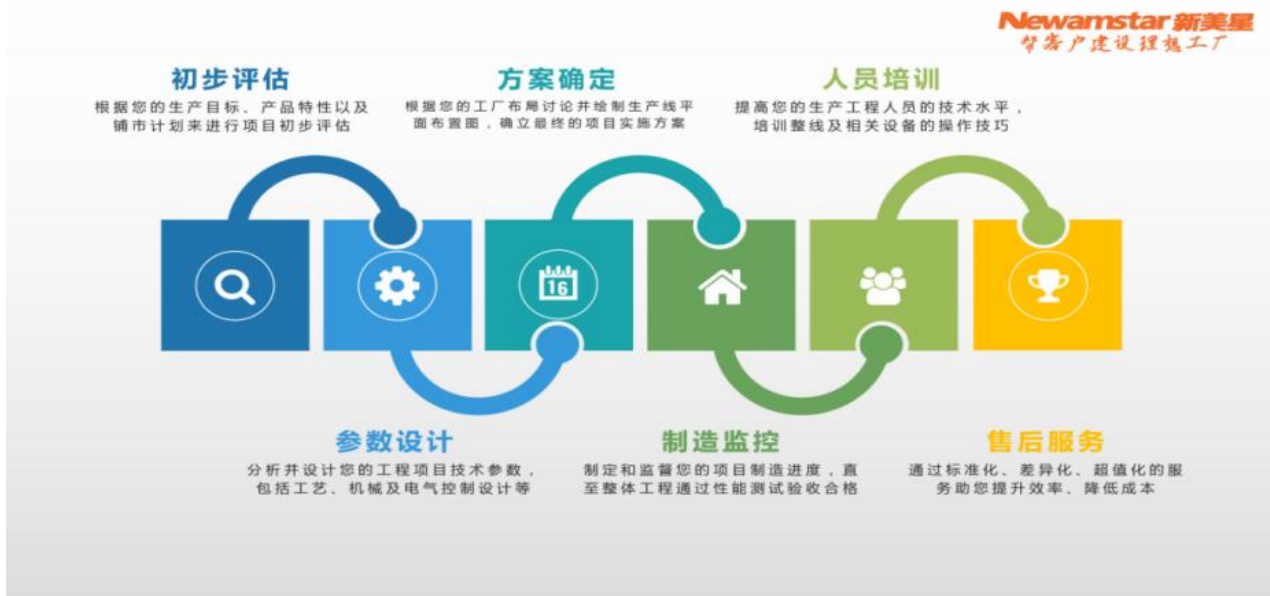 Newamstar 新美星
帮客户建设理想工厂
初步评估
根据您的生产目标、产品特性以及
铺市计划来进行项目初步评估
方案确定
根据您的工厂布局讨论并绘制生产线平
面布置图，确立最终的项目实施方案
人员培训
提高您的生产工程人员的技术水平，
培训整线及相关设备的操作技巧
16
参数设计
分析并设计您的工程项目技术参数，
包括工艺、机械及电气控制设计等
制造监控
制定和监督您的项目制造进度，直
至整体工程通过性能测试验收合格
售后服务
通过标准化、差异化、超值化的服
务助您提升效率、降低成本